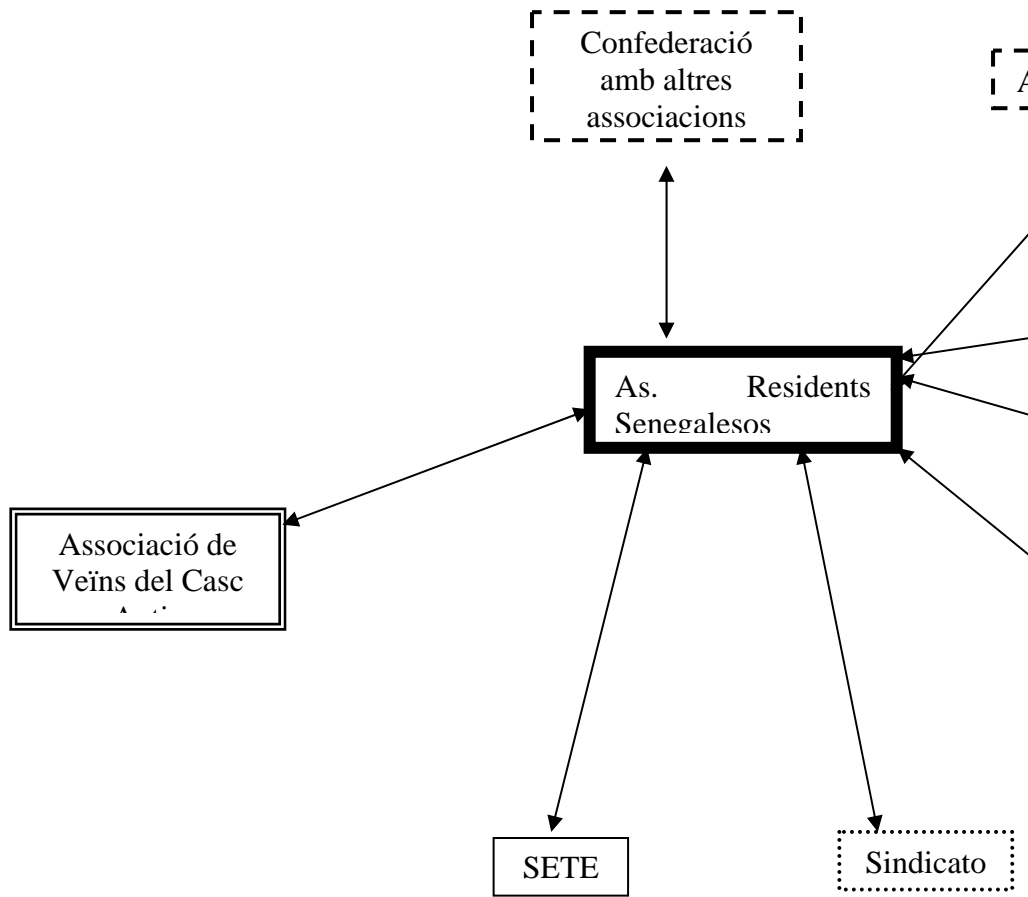 Confederació
amb altres
associacions
A
As. Residents
Senegalesos
Associació de
Veïns del Casc
SETE
Sindicato